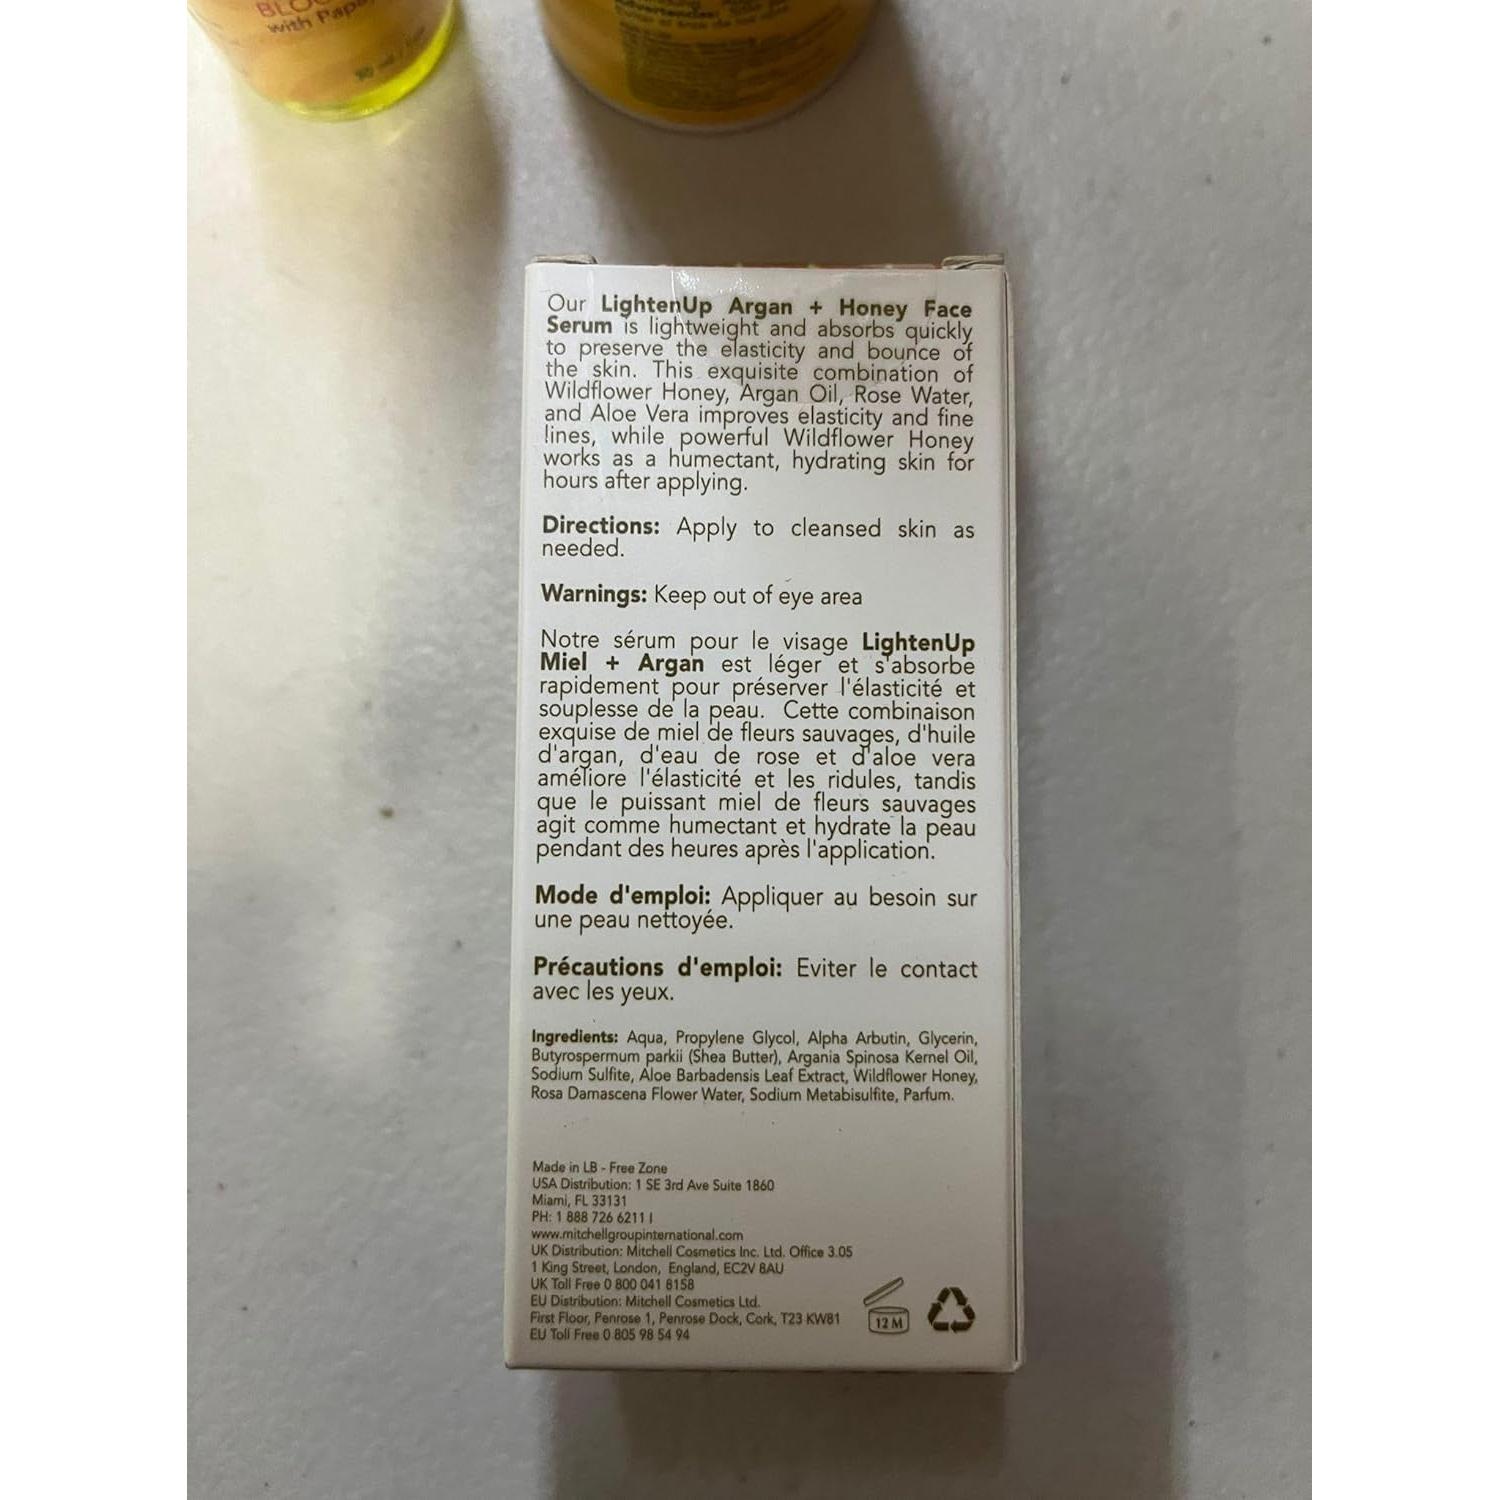 BLO
with Papa
Advertencias:
Our LightenUp Argan + Honey Face
Serum is lightweight and absorbs quickly
to preserve the elasticity and bounce of
the skin. This exquisite combination of
Wildflower Honey, Argan Oil, Rose Water,
and Aloe Vera improves elasticity and fine
lines, while powerful Wildflower Honey
works as a humectant, hydrating skin for
hours after applying.
Directions: Apply to cleansed skin as
needed.
Warnings: Keep out of eye area
Notre sérum pour le visage LightenUp
Miel + Argan est léger et s'absorbe
rapidement pour préserver l'élasticité et
souplesse de la peau. Cette combinaison
exquise de miel de fleurs sauvages, d'huile
d'argan, d'eau de rose et d'aloe vera
améliore l'élasticité et les ridules, tandis
que le puissant miel de fleurs sauvages
agit comme humectant et hydrate la peau
pendant des heures après l'application.
Mode d'emploi: Appliquer au besoin sur
une peau nettoyée.
Précautions d'emploi: Eviter le contact
avec les yeux.
Ingredients: Aqua, Propylene Glycol, Alpha Arbutin, Glycerin,
Butyrospermum parkii (Shea Butter), Argania Spinosa Kernel Oil,
Sodium Sulfite, Aloe Barbadensis Leaf Extract, Wildflower Honey,
Rosa Damascena Flower Water, Sodium Metabisulfite, Parfum.
Made in LB - Free Zone
USA Distribution: 1 SE 3rd Ave Suite 1860
Miami, FL 33131
PH: 1 888 726 6211 I
www.mitchellgroupinternational.com
UK Distribution: Mitchell Cosmetics Inc. Ltd. Office 3.05
1 King Street, London, England, EC2V 8AU
UK Toll Free 0 800 041 8158
EU Distribution: Mitchell Cosmetics Ltd.
First Floor, Penrose 1, Penrose Dock, Cork, T23 KW81
EU Toll Free 0 805 98 54 94
12 M